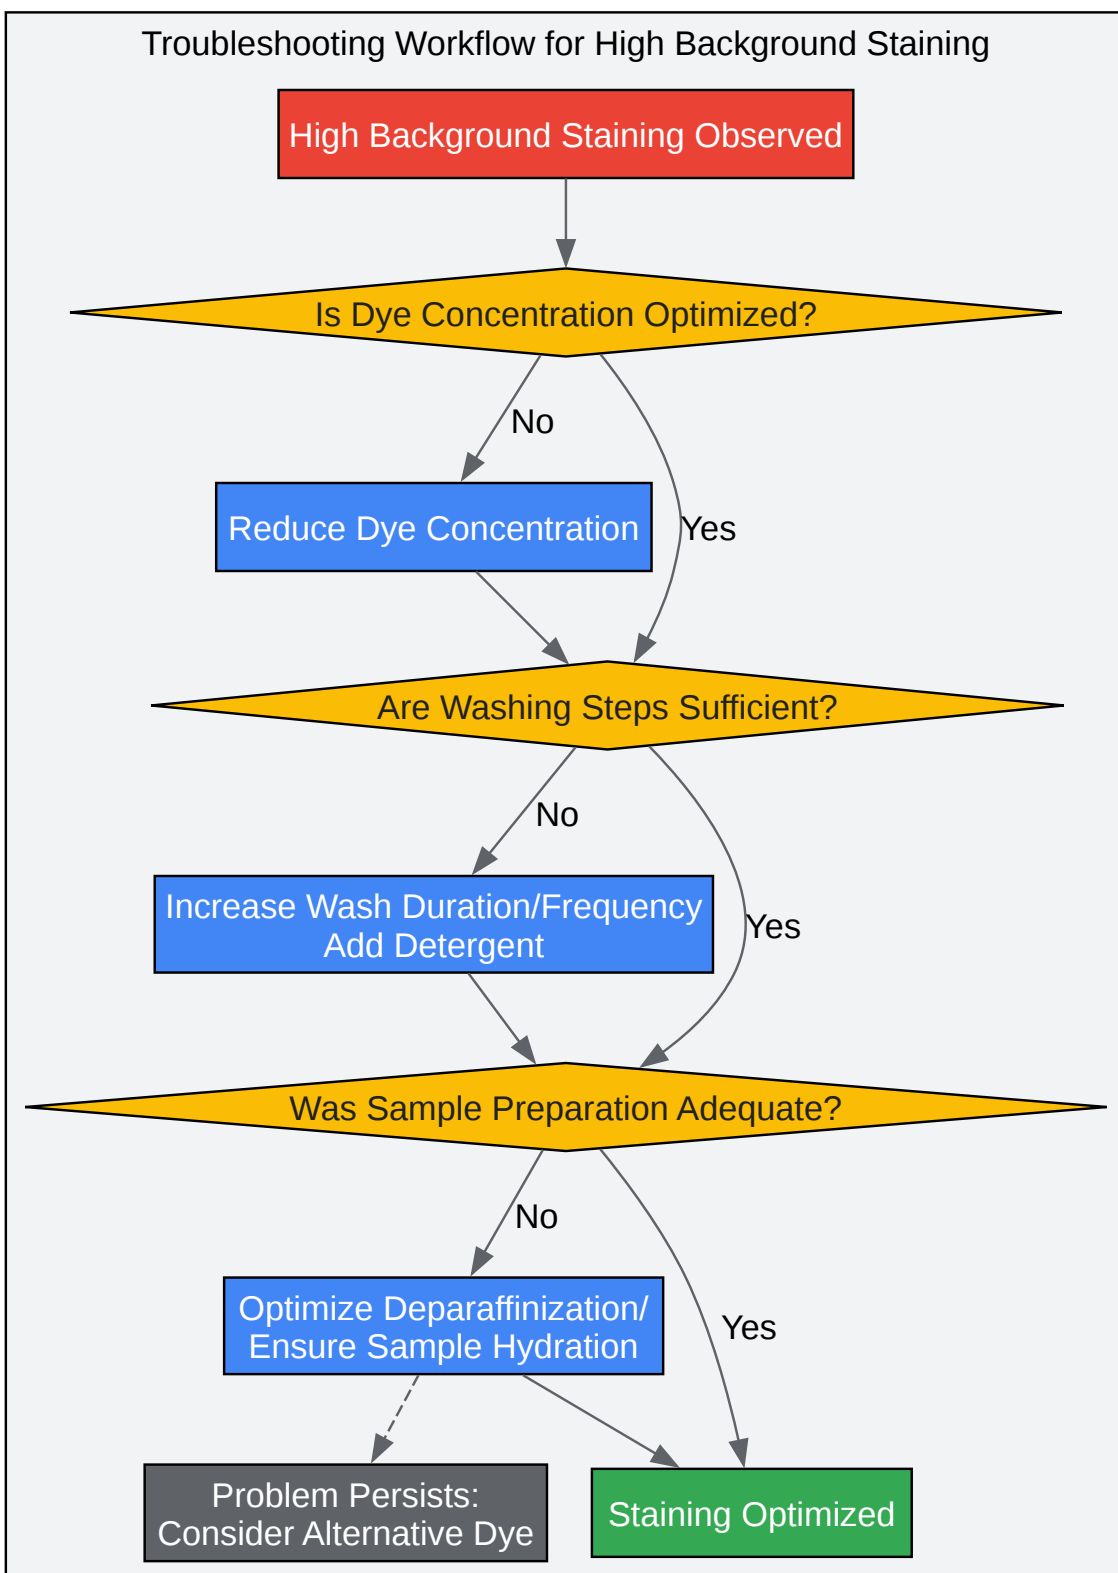 Troubleshooting Workflow for High Background Staining
High Background Staining Observed
Is Dye Concentration Optimized?
No
Reduce Dye Concentration
Yes
Are Washing Steps Sufficient?
No
Increase Wash Duration/Frequency
Add Detergent
Yes
Was Sample Preparation Adequate?
No
Optimize Deparaffinization/
Ensure Sample Hydration
Yes
Problem Persists:
Consider Alternative Dye
Staining Optimized